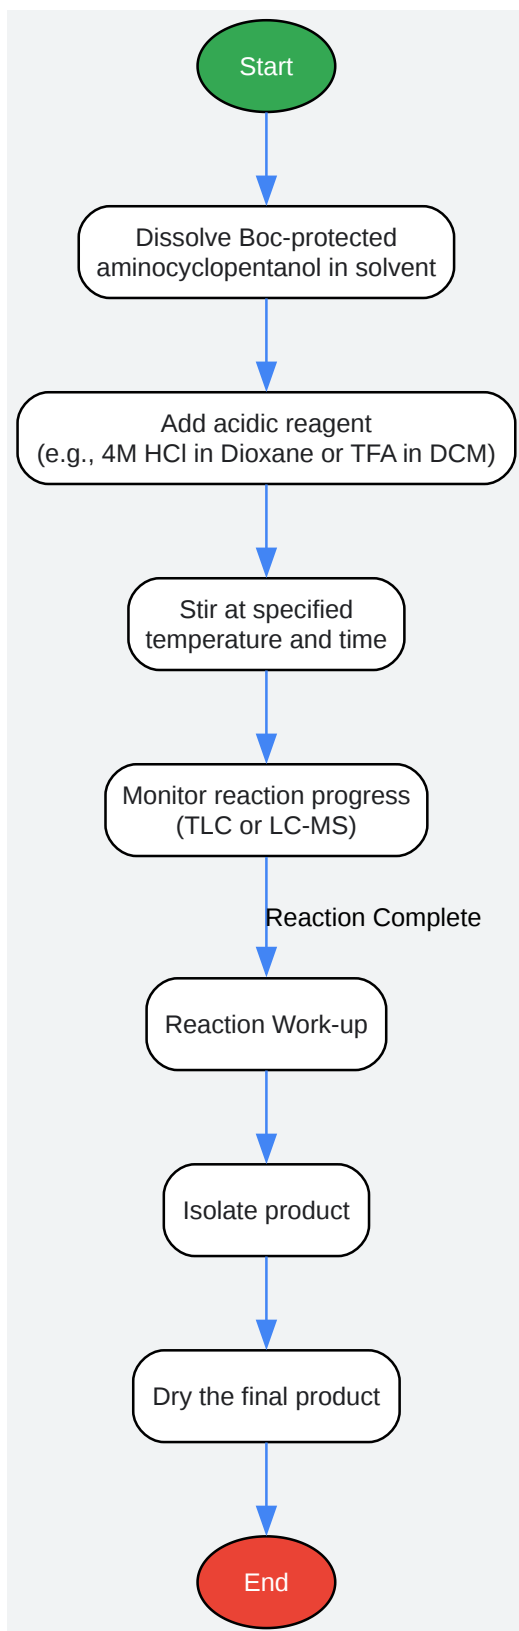 Start
Dissolve Boc-protected
aminocyclopentanol in solvent
Add acidic reagent
(e.g., 4M HCl in Dioxane or TFA in DCM)
Stir at specified
temperature and time
Monitor reaction progress
(TLC or LC-MS)
Reaction Complete
Reaction Work-up
Isolate product
Dry the final product
End